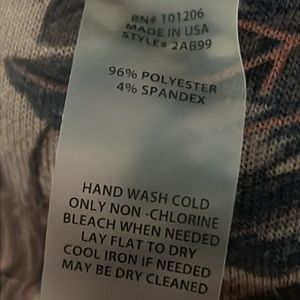 RN# 101206
MADE IN USA
STYLE# 2AB99
96% POLYESTER
4% SPANDEX
HAND WASH COLD
ONLY NON -CHLORINE
BLEACH WHEN NEEDED
LAY FLAT TO DRY
COOL IRON IF NEEDED
MAY BE DRY CLEANED